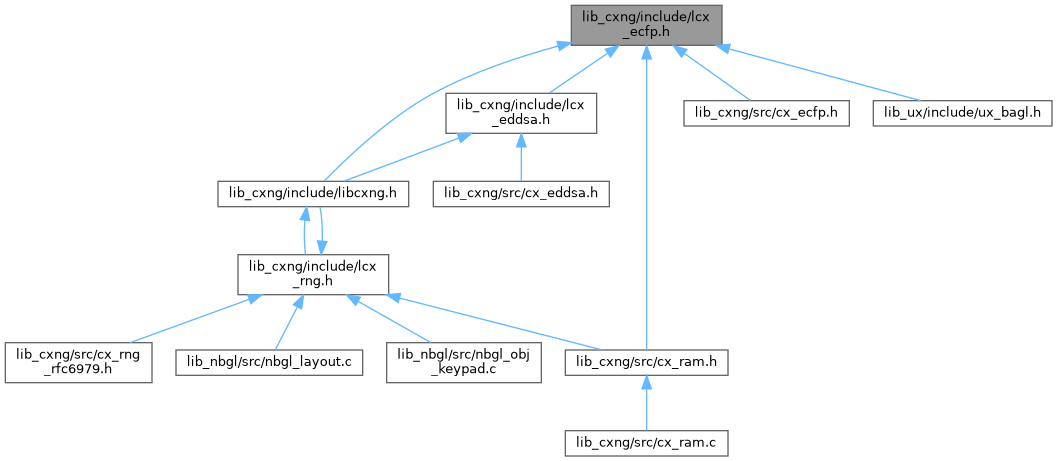 lib_cxng/include/lcx
_ecfp.h
lib_cxng/include/lcx
_eddsa.h
lib_cxng/src/cx_ecfp.h
lib_ux/include/ux_bagl.h
lib_cxng/include/libcxng.h
lib_cxng/src/cx_eddsa.h
lib_cxng/include/lcx
_rng.h
lib_cxng/src/cx_rng
_rfc6979.h
lib_nbgl/src/nbgl_layout.c
lib_nbgl/src/nbgl_obj
_keypad.c
lib_cxng/src/cx_ram.h
lib_cxng/src/cx_ram.c